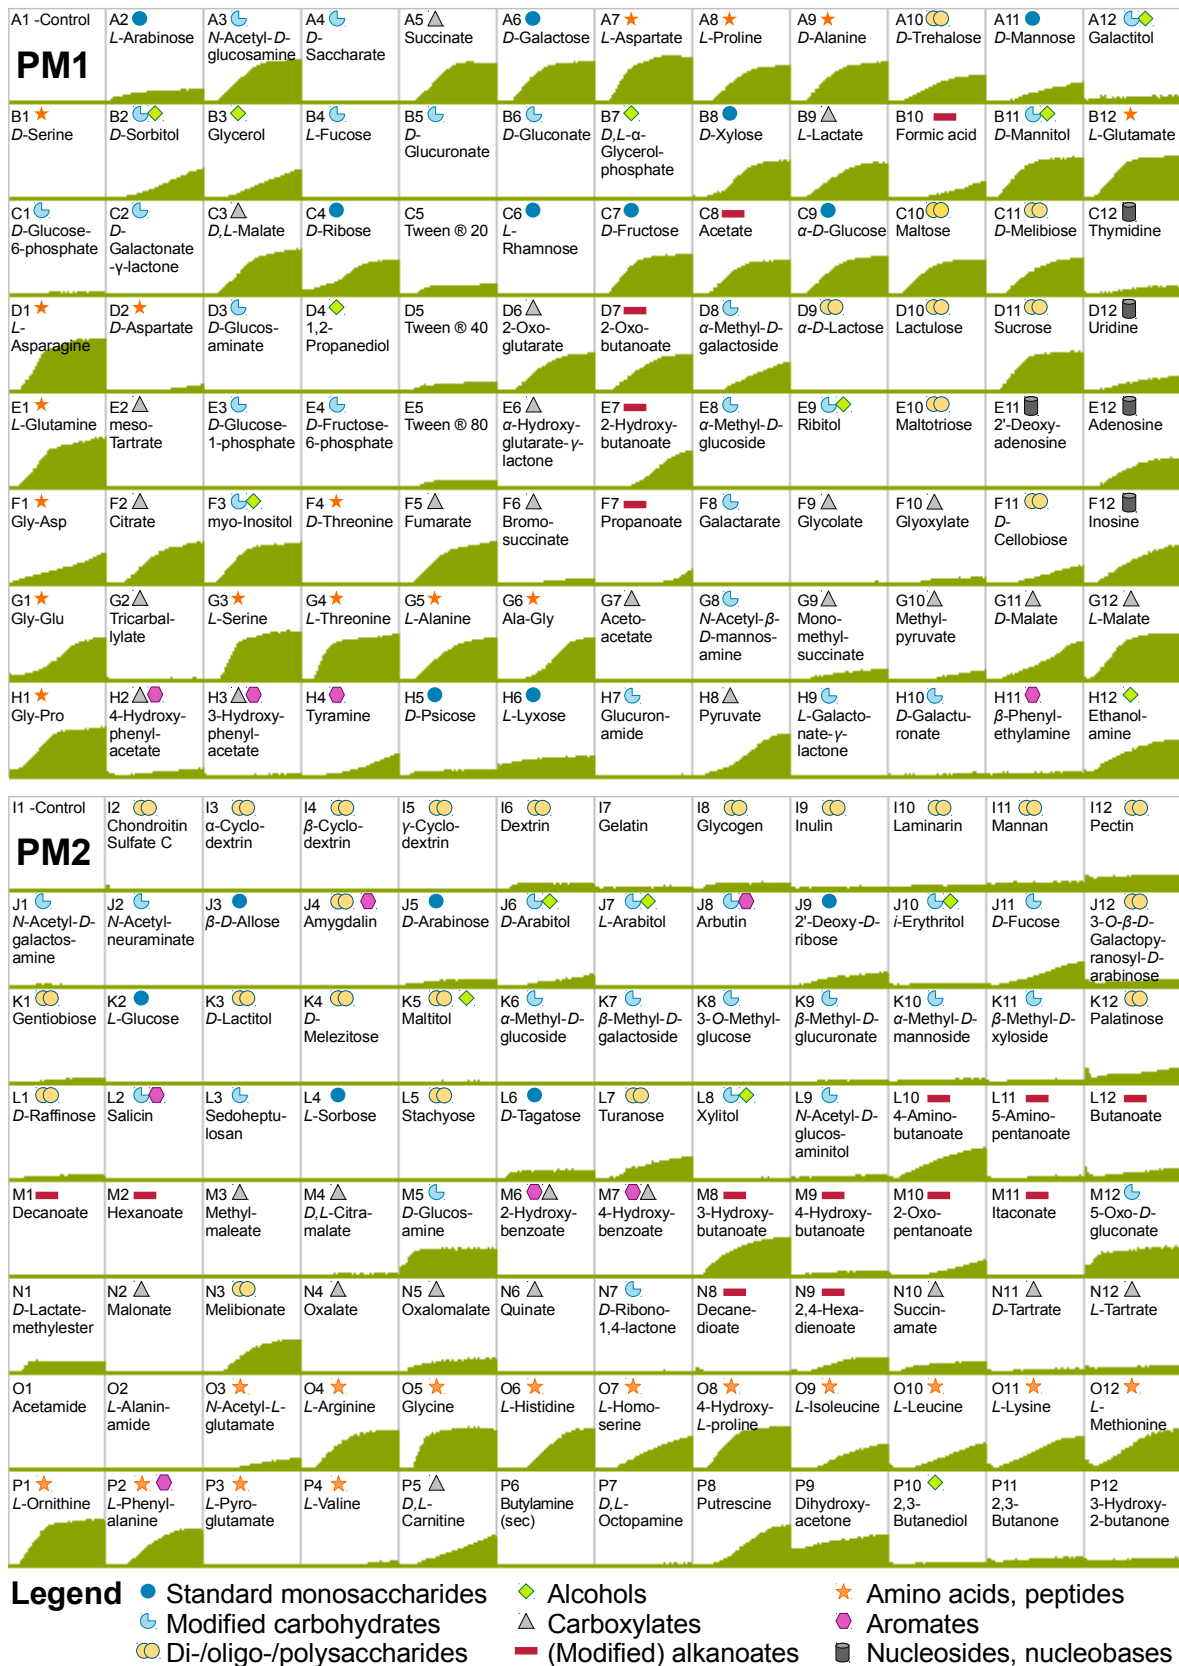 A1 -Control
PM1
A2
L-Arabinose
A3
N-Acetyl-D-
glucosamine
A4
D-
Saccharate
A5
Succinate
A6
D-Galactose
A7
L-Aspartate
A8
L-Proline
A9
D-Alanine
A10
D-Trehalose
A11
D-Mannose
A12
Galactitol
B1
D-Serine
B2
D-Sorbitol
B3
Glycerol
B4
L-Fucose
B5
D-
Glucuronate
B6
D-Gluconate
B7
D,L-α-
Glycerol-
phosphate
B8
D-Xylose
B9
L-Lactate
B10
Formic acid
B11
D-Mannitol
B12
L-Glutamate
C1
D-Glucose-
6-phosphate
C2
D-
Galactonate
-γ-lactone
C3
D,L-Malate
C4
D-Ribose
C5
Tween ® 20
C6
L-
Rhamnose
C7
D-Fructose
C8
Acetate
C9
α-D-Glucose
C10
Maltose
C11
D-Melibiose
C12
Thymidine
D1
L-
Asparagine
D2
D-Aspartate
D3
D-Glucos-
aminate
D4
1,2-
Propanediol
D5
Tween ® 40
D6
2-Oxo-
glutarate
D7
2-Oxo-
butanoate
D8
α-Methyl-D-
galactoside
D9
α-D-Lactose
D10
Lactulose
D11
Sucrose
D12
Uridine
E1
L-Glutamine
E2
meso-
Tartrate
E3
D-Glucose-
1-phosphate
E4
D-Fructose-
6-phosphate
E5
Tween ® 80
E6
α-Hydroxy-
glutarate-γ-
lactone
E7
2-Hydroxy-
butanoate
E8
α-Methyl-D-
glucoside
E9
Ribitol
E10
Maltotriose
E11
2'-Deoxy-
adenosine
E12
Adenosine
F1
Gly-Asp
F2
Citrate
F3
myo-Inositol
F4
D-Threonine
F5
Fumarate
F6
Bromo-
succinate
F7
Propanoate
F8
Galactarate
F9
Glycolate
F10
Glyoxylate
F11
D-
Cellobiose
F12
Inosine
G1
Gly-Glu
G2
Tricarbal-
lylate
G3
L-Serine
G4
L-Threonine
G5
L-Alanine
G6
Ala-Gly
G7
Aceto-
acetate
G8
N-Acetyl-β-
D-mannos-
amine
G9
Mono-
methyl-
succinate
G10
Methyl-
pyruvate
G11
D-Malate
G12
L-Malate
H1
Gly-Pro
H2
4-Hydroxy-
phenyl-
acetate
H3
3-Hydroxy-
phenyl-
acetate
H4
Tyramine
H5
D-Psicose
H6
L-Lyxose
H7
Glucuron-
amide
H8
Pyruvate
H9
L-Galacto-
nate-γ-
lactone
H10
D-Galactu-
ronate
H11
β-Phenyl-
ethylamine
H12
Ethanol-
amine
I1 -Control
PM2
I2
Chondroitin
Sulfate C
I3
α-Cyclo-
dextrin
I4
β-Cyclo-
dextrin
I5
γ-Cyclo-
dextrin
I6
Dextrin
I7
Gelatin
I8
Glycogen
I9
Inulin
I10
Laminarin
I11
Mannan
I12
Pectin
J1
N-Acetyl-D-
galactos-
amine
J2
N-Acetyl-
neuraminate
J3
β-D-Allose
J4
Amygdalin
J5
D-Arabinose
J6
D-Arabitol
J7
L-Arabitol
J8
Arbutin
J9
2'-Deoxy-D-
ribose
J10
i-Erythritol
J11
D-Fucose
J12
3-O-β-D-
Galactopy-
ranosyl-D-
arabinose
K1
Gentiobiose
K2
L-Glucose
K3
D-Lactitol
K4
D-
Melezitose
K5
Maltitol
K6
α-Methyl-D-
glucoside
K7
β-Methyl-D-
galactoside
K8
3-O-Methyl-
glucose
K9
β-Methyl-D-
glucuronate
K10
α-Methyl-D-
mannoside
K11
β-Methyl-D-
xyloside
K12
Palatinose
L1
D-Raffinose
L2
Salicin
L3
Sedoheptu-
losan
L4
L-Sorbose
L5
Stachyose
L6
D-Tagatose
L7
Turanose
L8
Xylitol
L9
N-Acetyl-D-
glucos-
aminitol
L10
4-Amino-
butanoate
L11
5-Amino-
pentanoate
L12
Butanoate
M1
Decanoate
M2
Hexanoate
M3
Methyl-
maleate
M4
D,L-Citra-
malate
M5
D-Glucos-
amine
M6
2-Hydroxy-
benzoate
M7
4-Hydroxy-
benzoate
M8
3-Hydroxy-
butanoate
M9
4-Hydroxy-
butanoate
M10
2-Oxo-
pentanoate
M11
Itaconate
M12
5-Oxo-D-
gluconate
N1
D-Lactate-
methylester
N2
Malonate
N3
Melibionate
N4
Oxalate
N5
Oxalomalate
N6
Quinate
N7
D-Ribono-
1,4-lactone
N8
Decane-
dioate
N9
2,4-Hexa-
dienoate
N10
Succin-
amate
N11
D-Tartrate
N12
L-Tartrate
O1
Acetamide
O2
L-Alanin-
amide
O3
N-Acetyl-L-
glutamate
O4
L-Arginine
O5
Glycine
O6
L-Histidine
O7
L-Homo-
serine
O8
4-Hydroxy-
L-proline
O9
L-Isoleucine
O10
L-Leucine
O11
L-Lysine
O12
L-
Methionine
P1
L-Ornithine
P2
L-Phenyl-
alanine
P3
L-Pyro-
glutamate
P4
L-Valine
P5
D,L-
Carnitine
P6
Butylamine
(sec)
P7
D,L-
Octopamine
P8
Putrescine
P9
Dihydroxy-
acetone
P10
2,3-
Butanediol
P11
2,3-
Butanone
P12
3-Hydroxy-
2-butanone
Legend
Standard monosaccharides
Alcohols
Amino acids, peptides
Modified carbohydrates
Carboxylates
Aromates
Di-/oligo-/polysaccharides
(Modified) alkanoates
Nucleosides, nucleobases